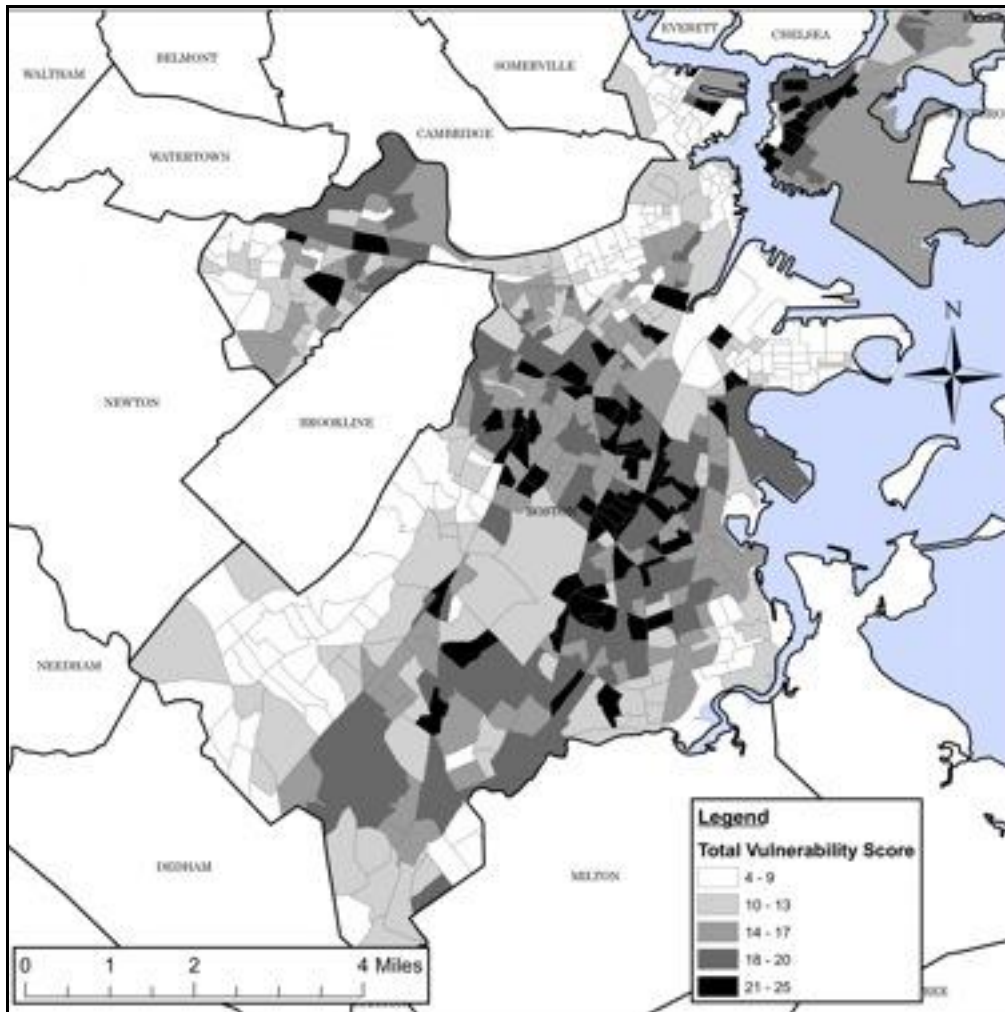 EVERETT
CHELSEA
BELMONT
WALTHAM
SOMERVILLE
CAMBRIDGE
WATERTOWN
N
NEWTON
BROOKLINE
BOSTON
NEEDHAM
DEDHAM
MILTON
Legend
Total Vulnerability Score
4 - 9
10 - 13
14 - 17
18 - 20
21 - 25
0 1 2 4 Miles